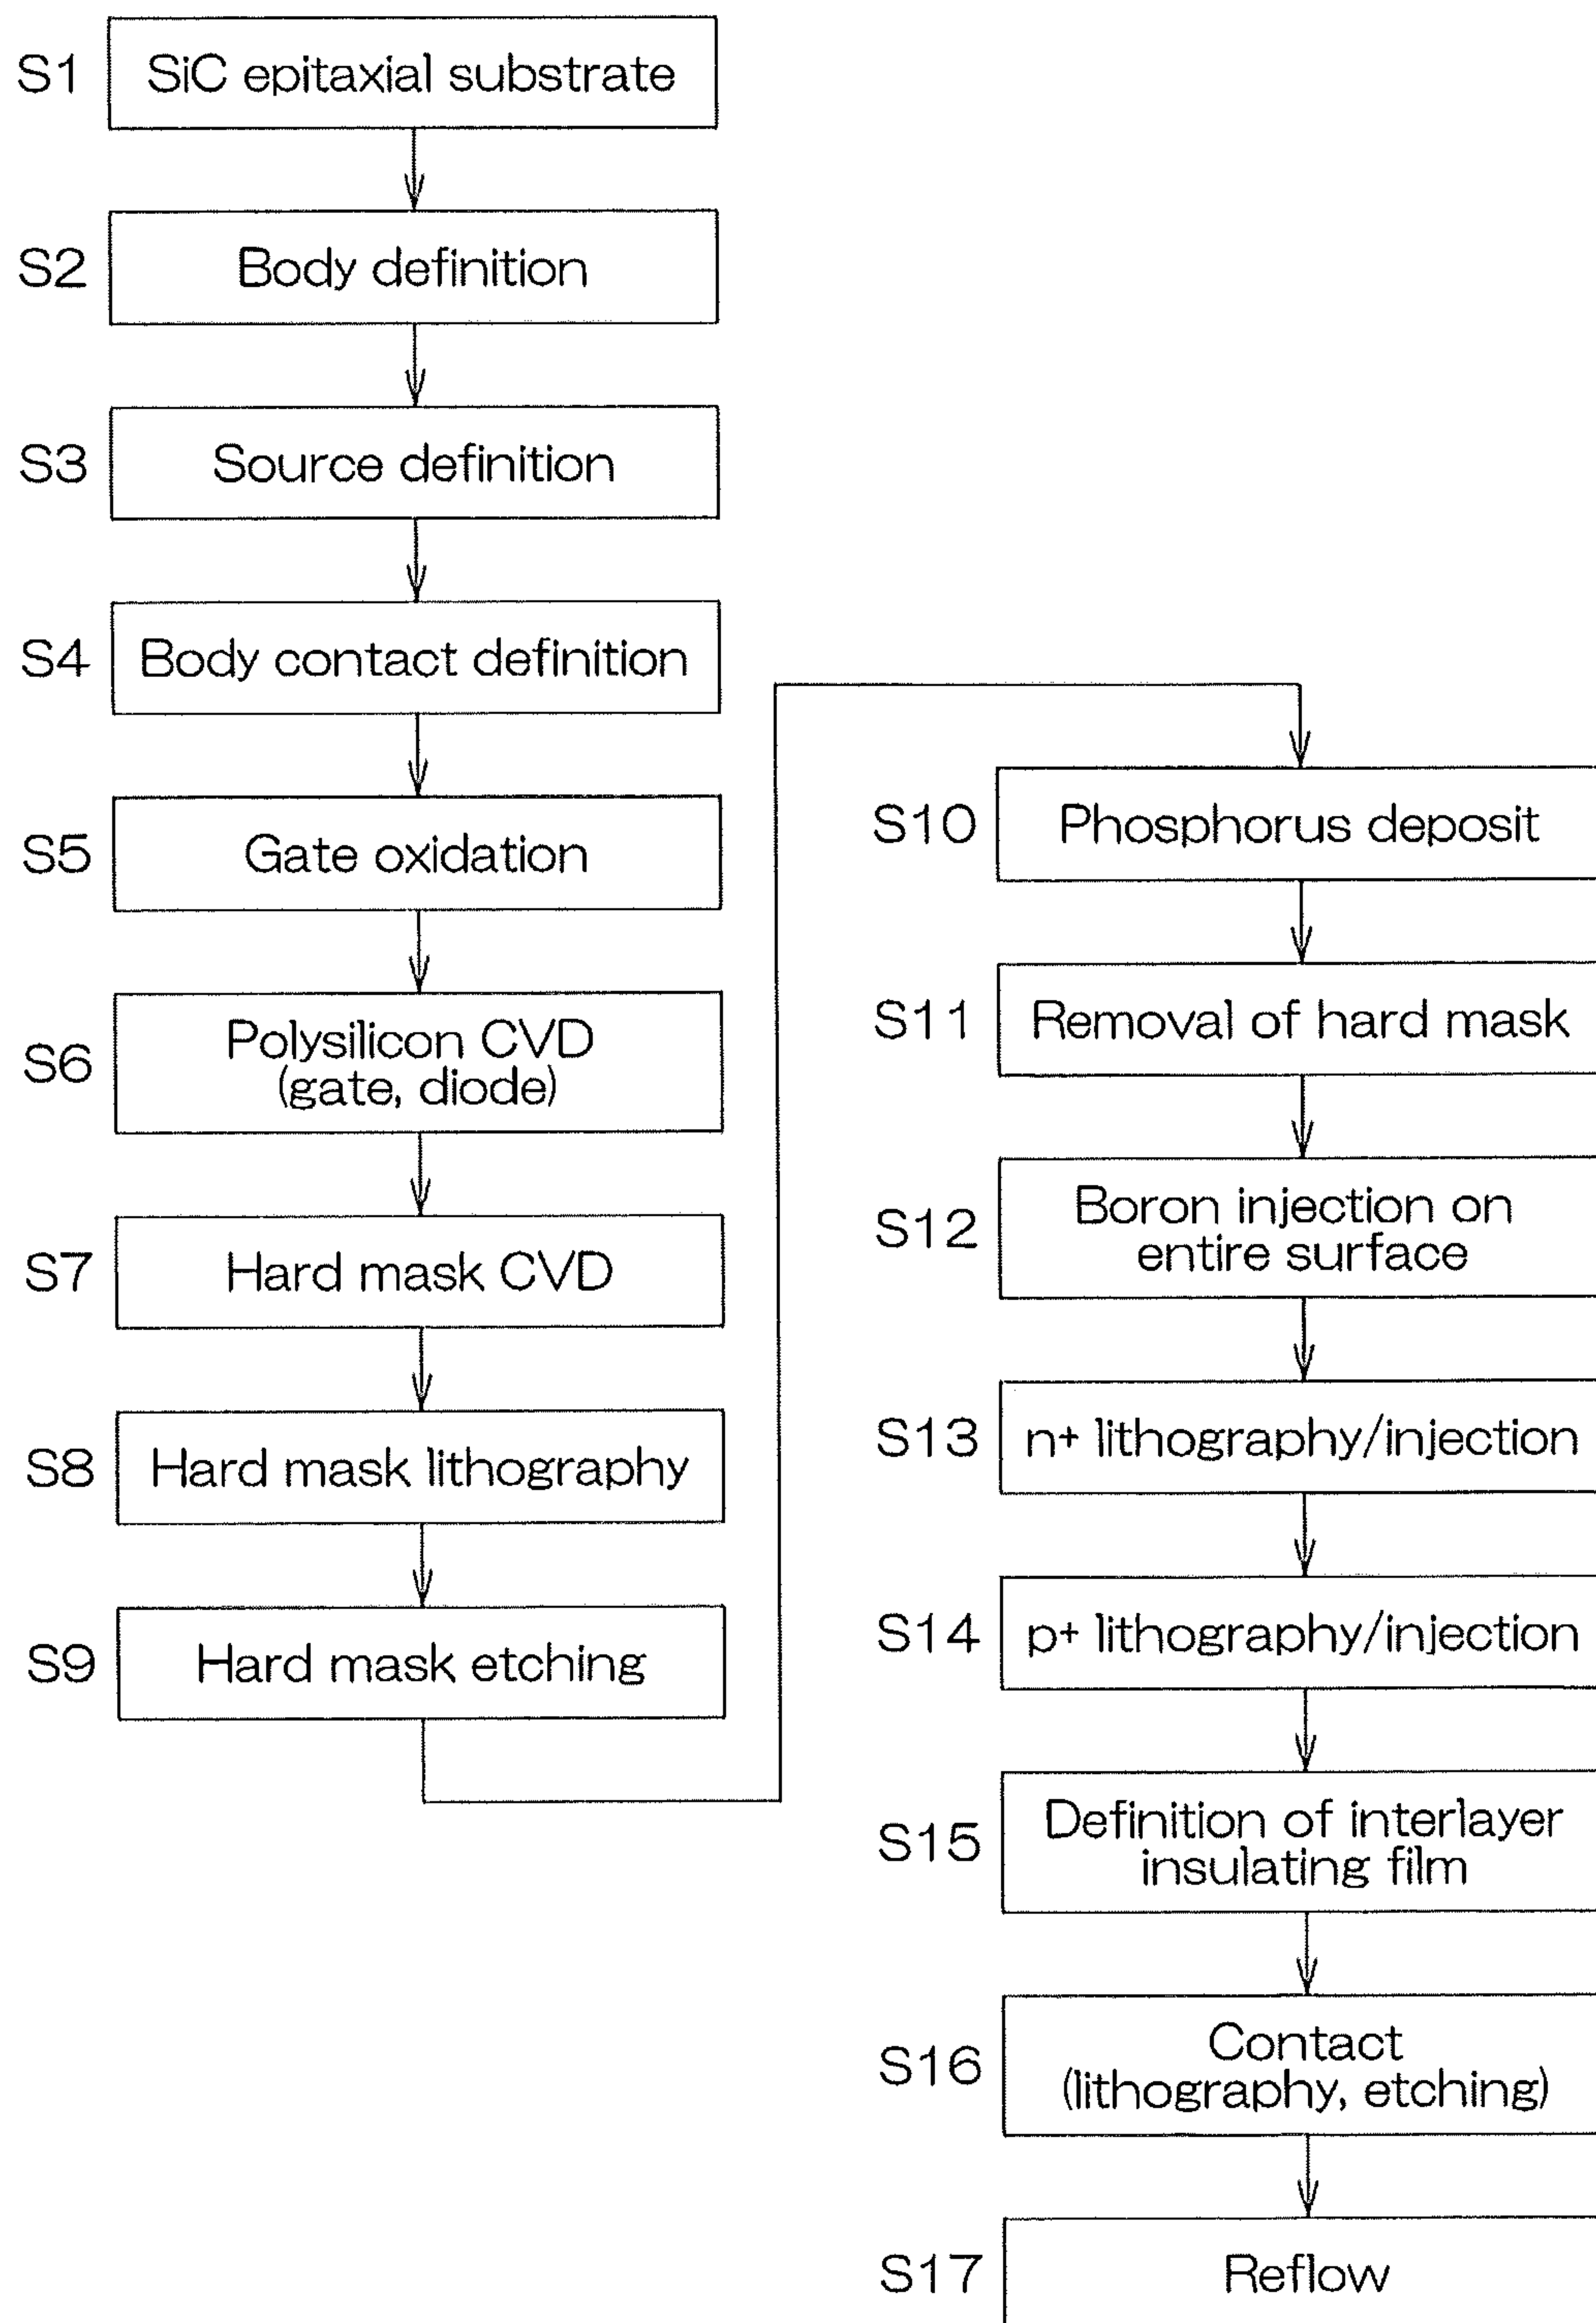 S1 SiC epitaxial substrate
S2 Body definition
S3 Source definition
S4 Body contact definition
S5 Gate oxidation
S6 Polysilicon CVD
(gate, diode)
S7 Hard mask CVD
S8 Hard mask lithography
S9 Hard mask etching
S10 Phosphorus deposit
S11 Removal of hard mask
S12 Boron injection on
entire surface
S13 n+ lithography/injection
S14 p+ lithography/injection
S15 Definition of interlayer
insulating film
S16 Contact
(lithography, etching)
S17 Reflow